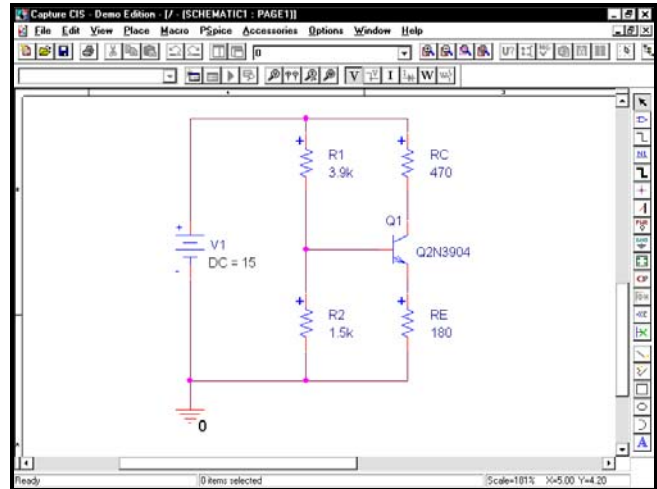 Capture CIS - Demo Edition - [/ - (SCHEMATIC1 : PAGE1)]
File Edit View Place Macro PSpice Accessories Options Window Help
0
V I W
R1
3.9k
RC
470
Q1
Q2N3904
V1
DC = 15
R2
1.5k
RE
180
0
Ready 0 items selected Scale=181% X=5.00 Y=4.20